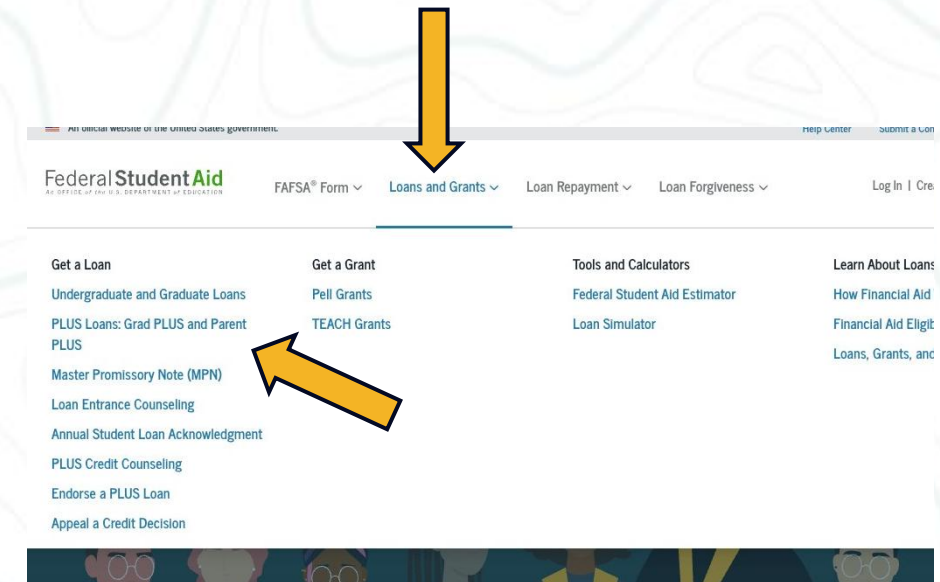 An official website of the United States government.
Help Center Submit a Com
Federal Student Aid
An OFFICE of the U.S. DEPARTMENT of EDUCATION
FAFSA® Form Loans and Grants Loan Repayment Loan Forgiveness Log In | Crea
Get a Loan
Undergraduate and Graduate Loans
PLUS Loans: Grad PLUS and Parent
PLUS
Master Promissory Note (MPN)
Loan Entrance Counseling
Annual Student Loan Acknowledgment
PLUS Credit Counseling
Endorse a PLUS Loan
Appeal a Credit Decision
Get a Grant
Pell Grants
TEACH Grants
Tools and Calculators
Federal Student Aid Estimator
Loan Simulator
Learn About Loans
How Financial Aid
Financial Aid Eligib
Loans, Grants, and